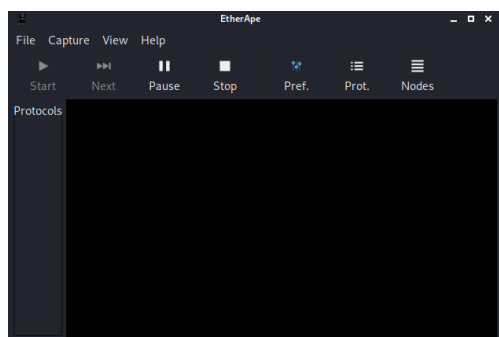 EtherApe
File Capture View Help
Start Next Pause Stop Pref. Prot. Nodes
Protocols